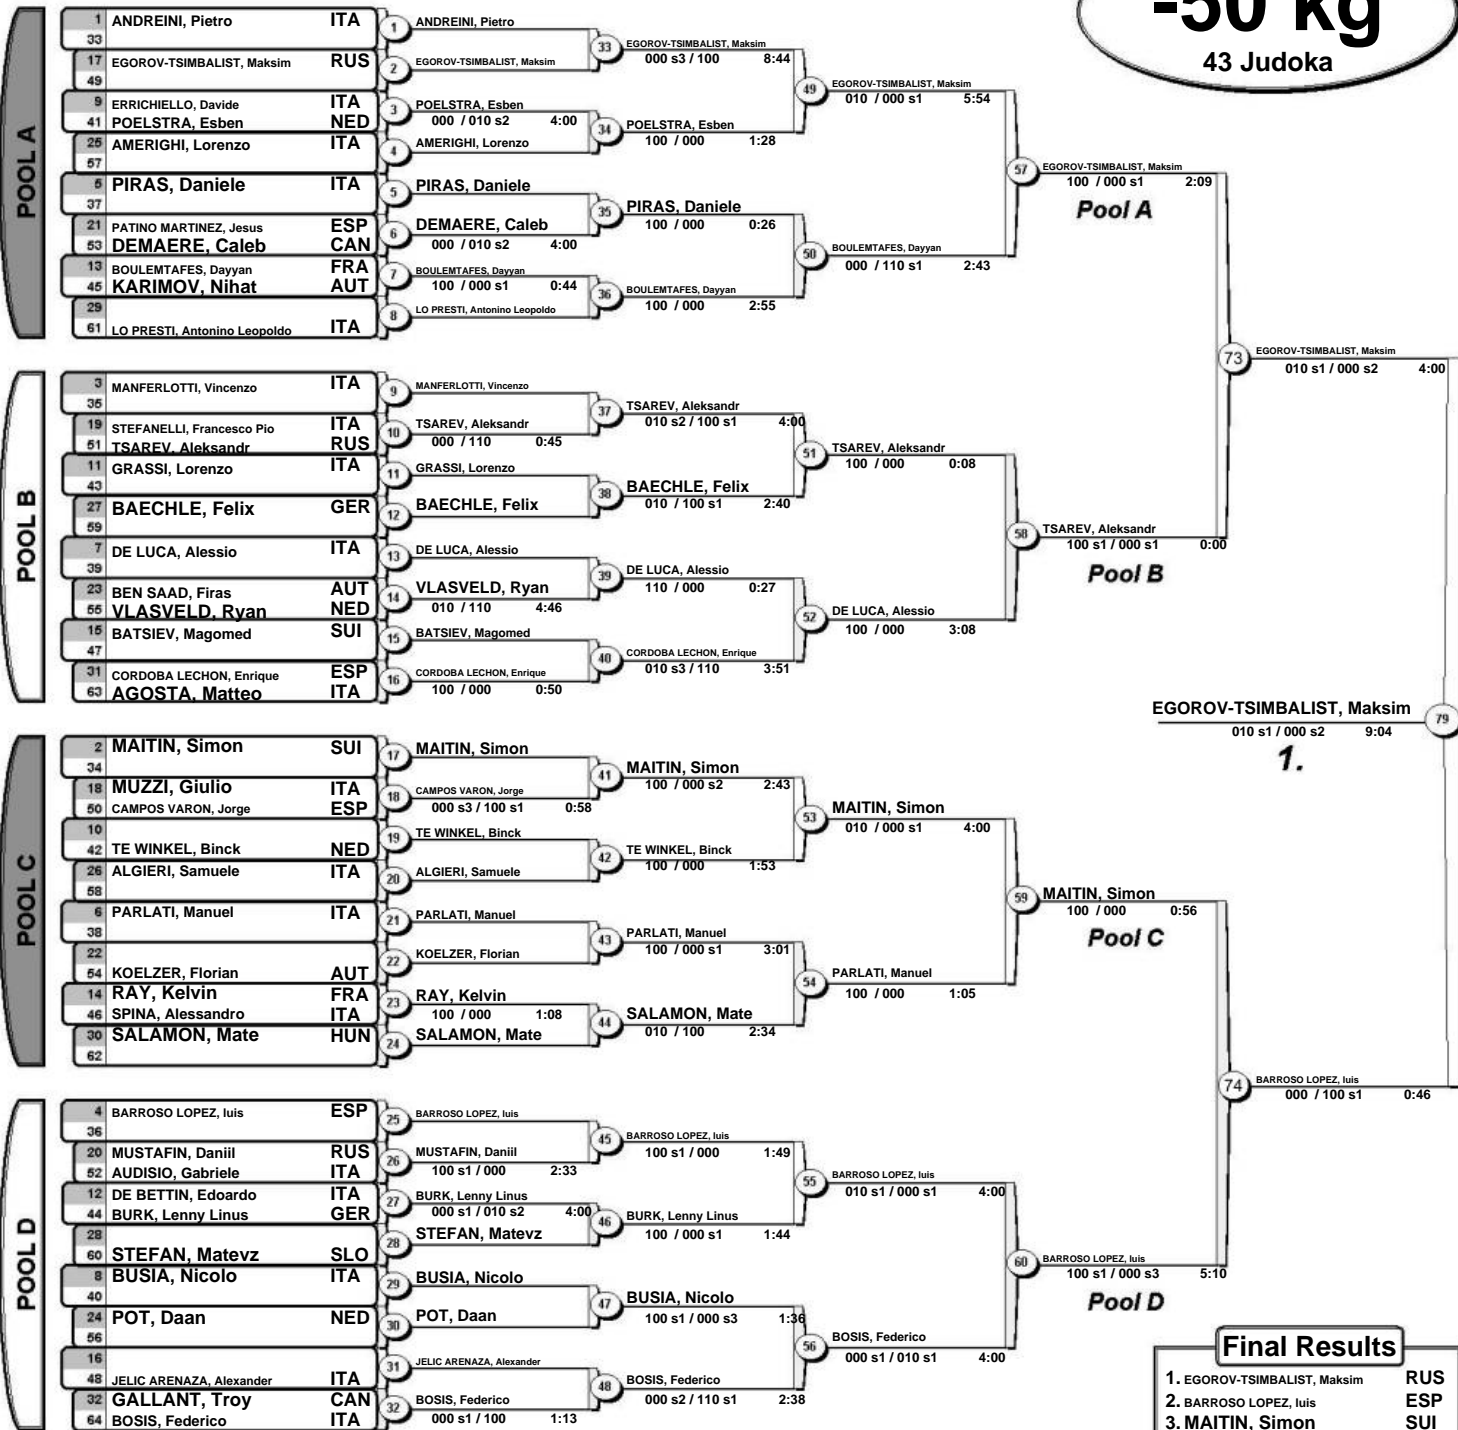 -50 kg
43 Judoka
POOL A
1 ANDREINI, Pietro ITA
33
17 EGOROV-TSIMBALIST, Maksim RUS
49
9 ERRICHIELLO, Davide ITA
41 POELSTRA, Esben NED
25 AMERIGHI, Lorenzo ITA
57
5 PIRAS, Daniele ITA
37
21 PATINO MARTINEZ, Jesus ESP
53 DEMAERE, Caleb CAN
13 BOULEMTAFES, Dayyan FRA
45 KARIMOV, Nihat AUT
29
61 LO PRESTI, Antonino Leopoldo ITA
1 ANDREINI, Pietro
2 EGOROV-TSIMBALIST, Maksim
3 POELSTRA, Esben
000 / 010 s2 4:00
4 AMERIGHI, Lorenzo
5 PIRAS, Daniele
6 DEMAERE, Caleb
000 / 010 s2 4:00
7 BOULEMTAFES, Dayyan
100 / 000 s1 0:44
8 LO PRESTI, Antonino Leopoldo
33 EGOROV-TSIMBALIST, Maksim
000 s3 / 100 8:44
34 POELSTRA, Esben
100 / 000 1:28
35 PIRAS, Daniele
100 / 000 0:26
36 BOULEMTAFES, Dayyan
100 / 000 2:55
49 EGOROV-TSIMBALIST, Maksim
010 / 000 s1 5:54
50 BOULEMTAFES, Dayyan
000 / 110 s1 2:43
57 EGOROV-TSIMBALIST, Maksim
100 / 000 s1 2:09
Pool A
POOL B
3 MANFERLOTTI, Vincenzo ITA
35
19 STEFANELLI, Francesco Pio ITA
51 TSAREV, Aleksandr RUS
11 GRASSI, Lorenzo ITA
43
27 BAECHLE, Felix GER
59
7 DE LUCA, Alessio ITA
39
23 BEN SAAD, Firas AUT
55 VLASVELD, Ryan NED
15 BATSIEV, Magomed SUI
47
31 CORDOBA LECHON, Enrique ESP
63 AGOSTA, Matteo ITA
9 MANFERLOTTI, Vincenzo
10 TSAREV, Aleksandr
000 / 110 0:45
11 GRASSI, Lorenzo
12 BAECHLE, Felix
13 DE LUCA, Alessio
14 VLASVELD, Ryan
010 / 110 4:46
15 BATSIEV, Magomed
16 CORDOBA LECHON, Enrique
100 / 000 0:50
37 TSAREV, Aleksandr
010 s2 / 100 s1 4:00
38 BAECHLE, Felix
010 / 100 s1 2:40
39 DE LUCA, Alessio
110 / 000 0:27
40 CORDOBA LECHON, Enrique
010 s3 / 110 3:51
51 TSAREV, Aleksandr
100 / 000 0:08
52 DE LUCA, Alessio
100 / 000 3:08
58 TSAREV, Aleksandr
100 s1 / 000 s1 0:00
Pool B
73 EGOROV-TSIMBALIST, Maksim
010 s1 / 000 s2 4:00
EGOROV-TSIMBALIST, Maksim 79
010 s1 / 000 s2 9:04
1.
POOL C
2 MAITIN, Simon SUI
34
18 MUZZI, Giulio ITA
50 CAMPOS VARON, Jorge ESP
10
42 TE WINKEL, Binck NED
26 ALGIERI, Samuele ITA
58
6 PARLATI, Manuel ITA
38
22
54 KOELZER, Florian AUT
14 RAY, Kelvin FRA
46 SPINA, Alessandro ITA
30 SALAMON, Mate HUN
62
17 MAITIN, Simon
18 CAMPOS VARON, Jorge
000 s3 / 100 s1 0:58
19 TE WINKEL, Binck
20 ALGIERI, Samuele
21 PARLATI, Manuel
22 KOELZER, Florian
23 RAY, Kelvin
100 / 000 1:08
24 SALAMON, Mate
41 MAITIN, Simon
100 / 000 s2 2:43
42 TE WINKEL, Binck
100 / 000 1:53
43 PARLATI, Manuel
100 / 000 s1 3:01
44 SALAMON, Mate
010 / 100 2:34
53 MAITIN, Simon
010 / 000 s1 4:00
54 PARLATI, Manuel
100 / 000 1:05
59 MAITIN, Simon
100 / 000 0:56
Pool C
POOL D
4 BARROSO LOPEZ, luis ESP
36
20 MUSTAFIN, Daniil RUS
52 AUDISIO, Gabriele ITA
12 DE BETTIN, Edoardo ITA
44 BURK, Lenny Linus GER
28
60 STEFAN, Matevz SLO
8 BUSIA, Nicolo ITA
40
24 POT, Daan NED
56
16
48 JELIC ARENAZA, Alexander ITA
32 GALLANT, Troy CAN
64 BOSIS, Federico ITA
25 BARROSO LOPEZ, luis
26 MUSTAFIN, Daniil
100 s1 / 000 2:33
27 BURK, Lenny Linus
000 s1 / 010 s2 4:00
28 STEFAN, Matevz
29 BUSIA, Nicolo
30 POT, Daan
31 JELIC ARENAZA, Alexander
32 BOSIS, Federico
000 s1 / 100 1:13
45 BARROSO LOPEZ, luis
100 s1 / 000 1:49
46 BURK, Lenny Linus
100 / 000 s1 1:44
47 BUSIA, Nicolo
100 s1 / 000 s3 1:36
48 BOSIS, Federico
000 s2 / 110 s1 2:38
55 BARROSO LOPEZ, luis
010 s1 / 000 s1 4:00
56 BOSIS, Federico
000 s1 / 010 s1 4:00
60 BARROSO LOPEZ, luis
100 s1 / 000 s3 5:10
Pool D
74 BARROSO LOPEZ, luis
000 / 100 s1 0:46
Final Results
1. EGOROV-TSIMBALIST, Maksim RUS
2. BARROSO LOPEZ, luis ESP
3. MAITIN, Simon SUI